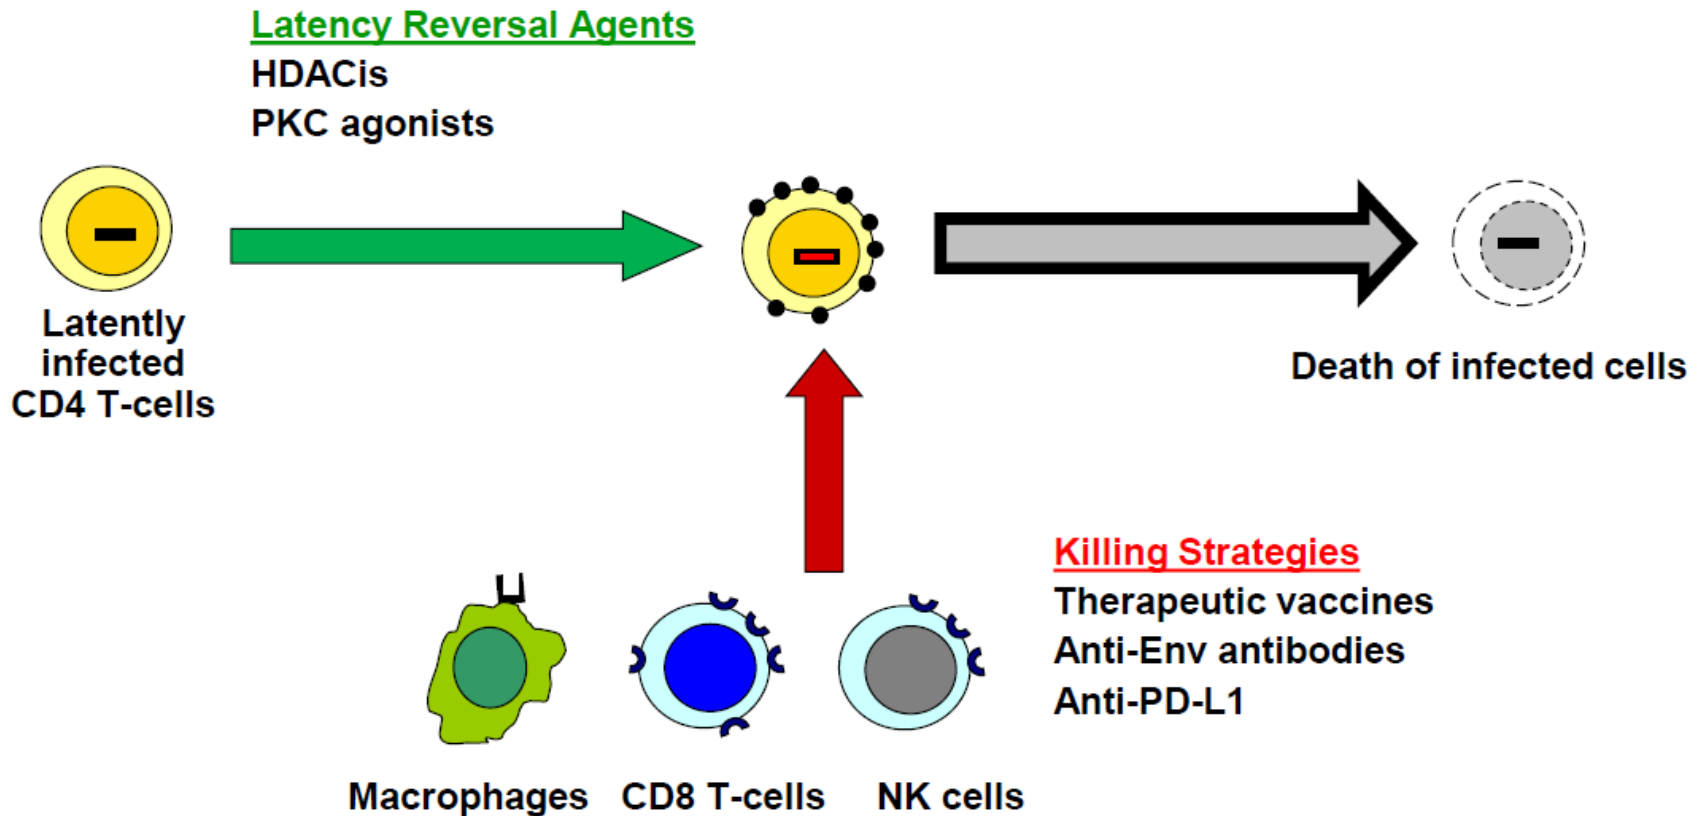 Latency Reversal Agents
HDACis
PKC agonists
Latently
infected
CD4 T-cells
Death of infected cells
Killing Strategies
Therapeutic vaccines
Anti-Env antibodies
Anti-PD-L1
Macrophages
CD8 T-cells
NK cells